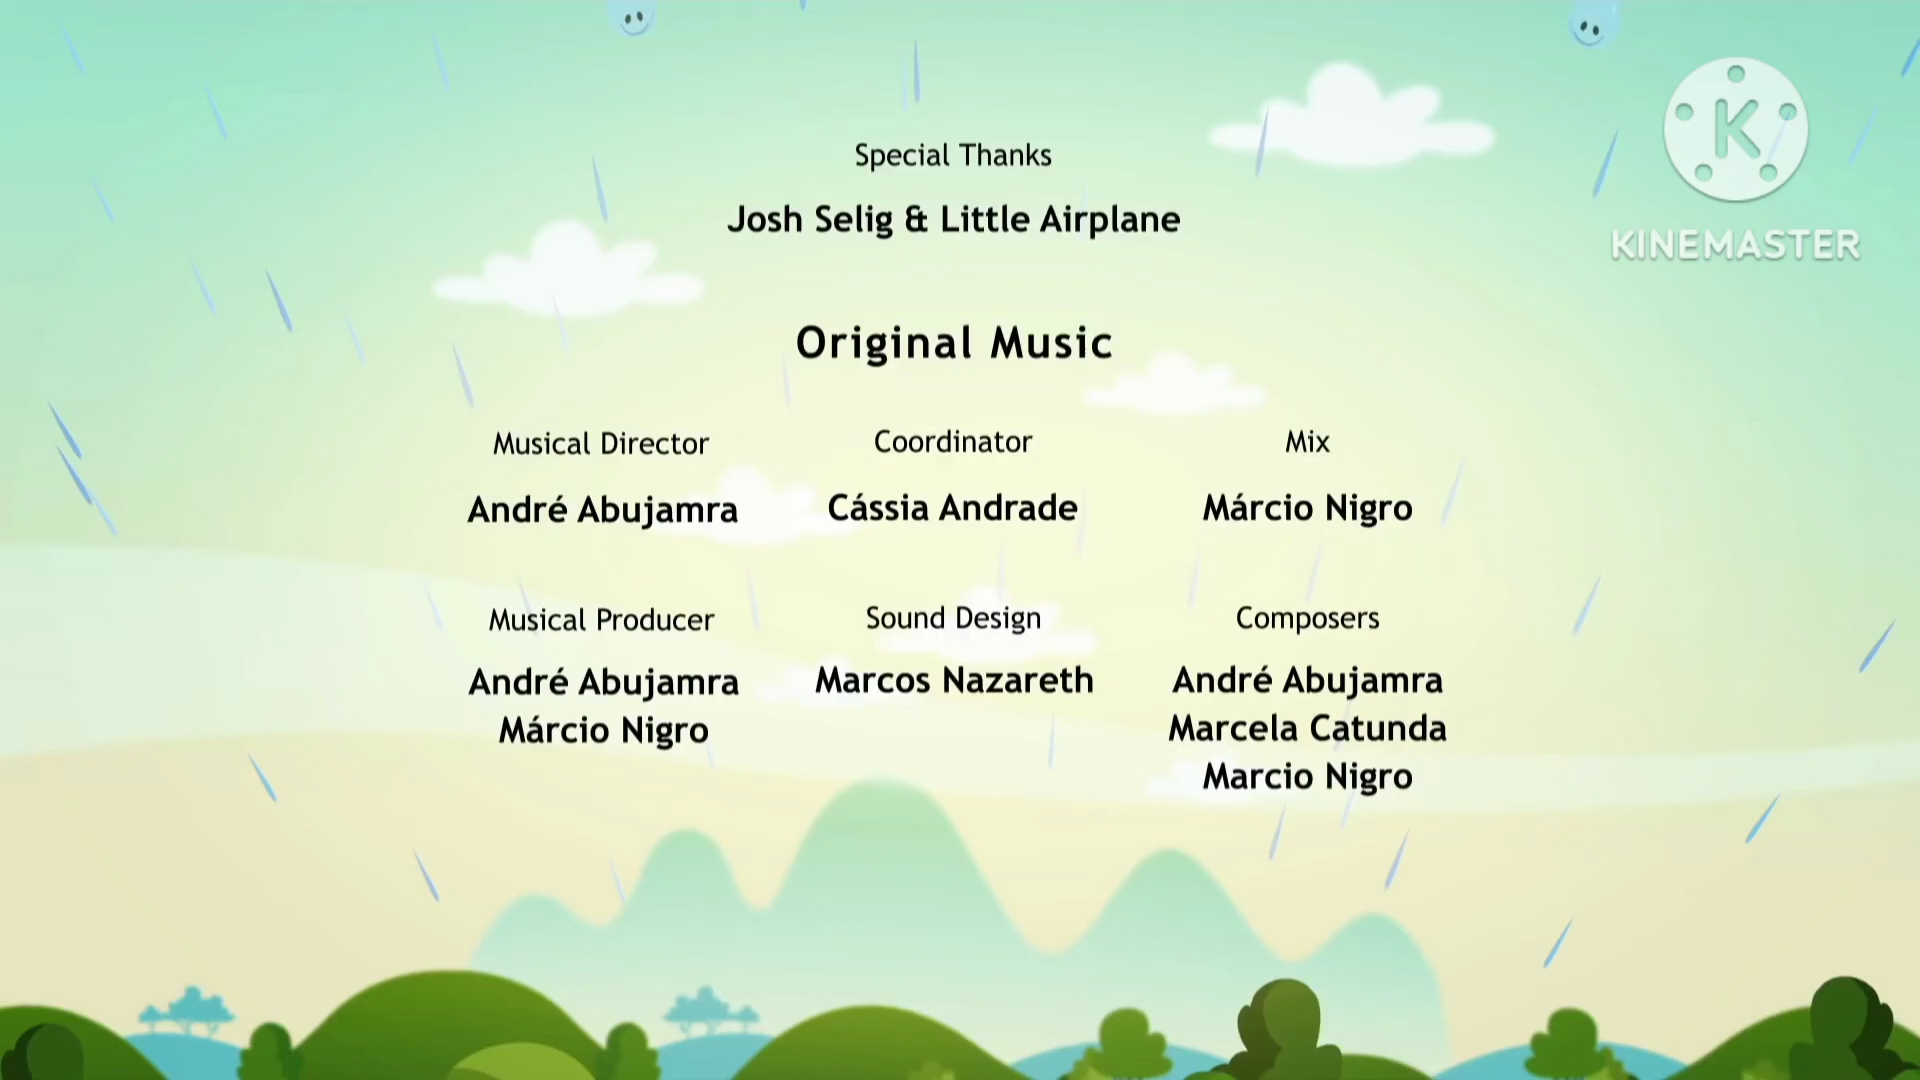 Special Thanks
Josh Selig & Little Airplane
K
KINEMASTER
Original Music
Musical Director
André Abujamra
Coordinator
Cássia Andrade
Mix
Márcio Nigro
Musical Producer
André Abujamra
Márcio Nigro
Sound Design
Marcos Nazareth
Composers
André Abujamra
Marcela Catunda
Marcio Nigro